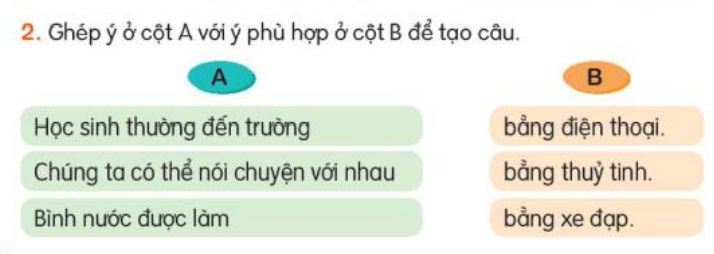 2. Ghép ý ở cột A với ý phù hợp ở cột B để tạo câu.
A B
Học sinh thường đến trường bằng điện thoại.
Chúng ta có thể nói chuyện với nhau bằng thuỷ tinh.
Bình nước được làm bằng xe đạp.